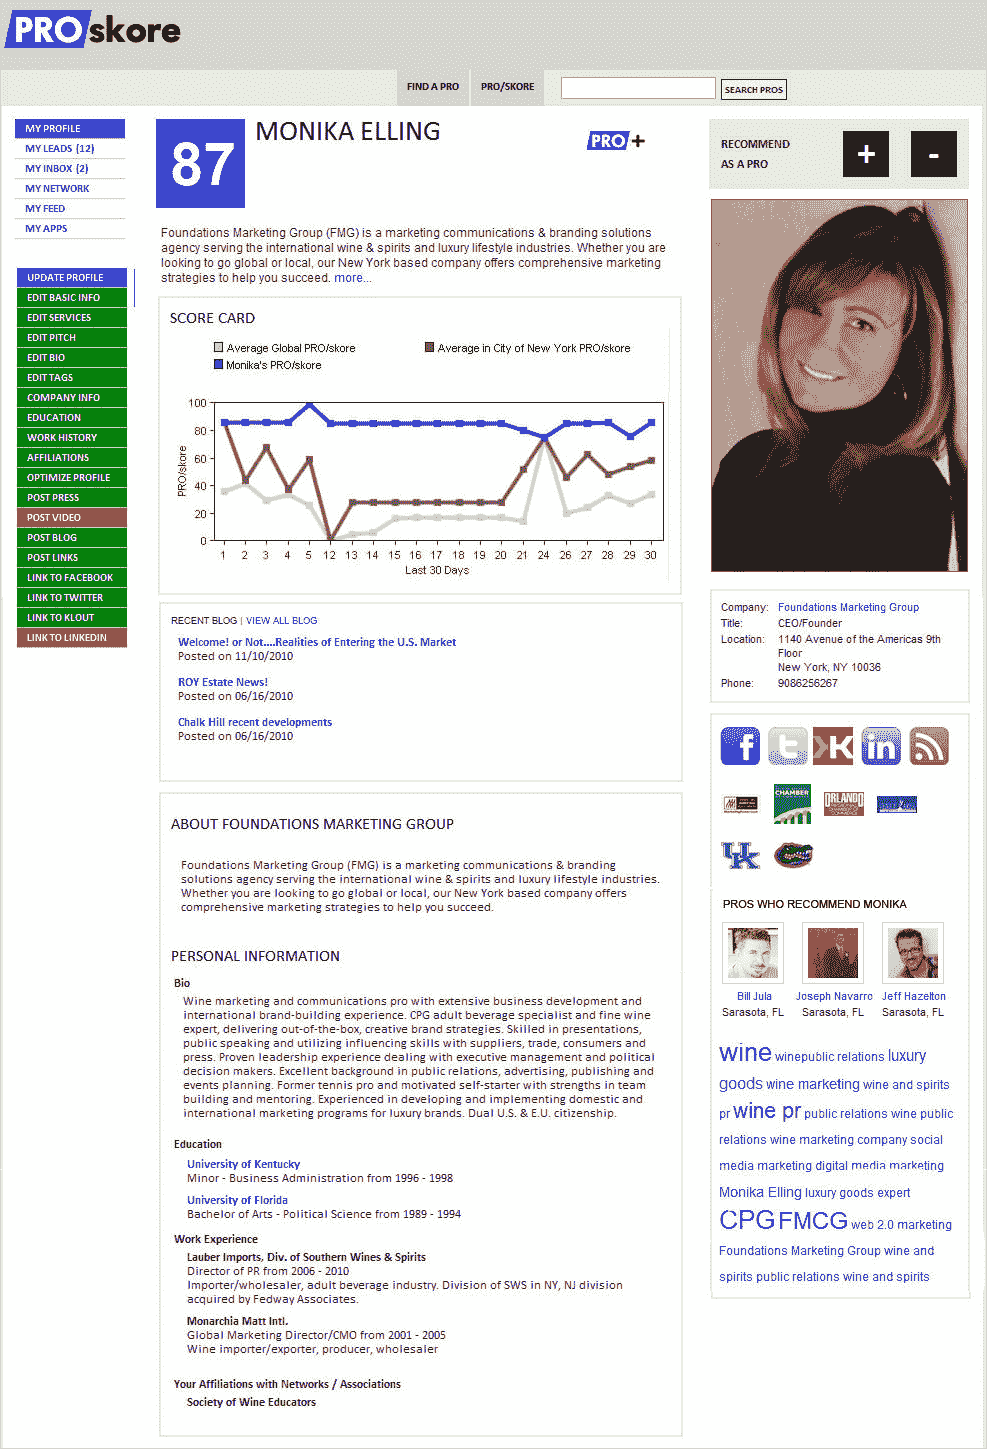 PROskore
FIND A PRO
PRO/SKORE
SEARCH PROS
MY PROFILE
MY LEADS (12)
MY INBOX (2)
MY NETWORK
MY FEED
MY APPS
UPDATE PROFILE
EDIT BASIC INFO
EDIT SERVICES
EDIT PITCH
EDIT BIO
EDIT TAGS
COMPANY INFO
EDUCATION
WORK HISTORY
AFFILIATIONS
OPTIMIZE PROFILE
POST PRESS
POST VIDEO
POST BLOG
POST LINKS
LINK TO FACEBOOK
LINK TO TWITTER
LINK TO KLOUT
LINK TO LINKEDIN
87
MONIKA ELLING
PRO+
Foundations Marketing Group (FMG) is a marketing communications & branding solutions
agency serving the international wine & spirits and luxury lifestyle industries. Whether you are
looking to go global or local, our New York based company offers comprehensive marketing
strategies to help you succeed. more...
SCORE CARD
Average Global PRO/skore
Average in City of New York PRO/skore
Monika's PRO/skore
PRO/skore
100
80
60
40
20
0
1 2 3 4 5 12 13 14 15 16 17 18 19 20 21 24 26 27 28 29 30
Last 30 Days
RECENT BLOG | VIEW ALL BLOG
Welcome! or Not....Realities of Entering the U.S. Market
Posted on 11/10/2010
ROY Estate News!
Posted on 06/16/2010
Chalk Hill recent developments
Posted on 06/16/2010
ABOUT FOUNDATIONS MARKETING GROUP
Foundations Marketing Group (FMG) is a marketing communications & branding
solutions agency serving the international wine & spirits and luxury lifestyle industries.
Whether you are looking to go global or local, our New York based company offers
comprehensive marketing strategies to help you succeed.
PERSONAL INFORMATION
Bio
Wine marketing and communications pro with extensive business development and
international brand-building experience. CPG adult beverage specialist and fine wine
expert, delivering out-of-the-box, creative brand strategies. Skilled in presentations,
public speaking and utilizing influencing skills with suppliers, trade, consumers and
press. Proven leadership experience dealing with executive management and political
decision makers. Excellent background in public relations, advertising, publishing and
events planning. Former tennis pro and motivated self-starter with strengths in team
building and mentoring. Experienced in developing and implementing domestic and
international marketing programs for luxury brands. Dual U.S. & E.U. citizenship.
Education
University of Kentucky
Minor - Business Administration from 1996 - 1998
University of Florida
Bachelor of Arts - Political Science from 1989 - 1994
Work Experience
Lauber Imports, Div. of Southern Wines & Spirits
Director of PR from 2006 - 2010
Importer/wholesaler, adult beverage industry. Division of SWS in NY, NJ division
acquired by Fedway Associates.
Monarchia Matt Intl.
Global Marketing Director/CMO from 2001 - 2005
Wine importer/exporter, producer, wholesaler
Your Affiliations with Networks / Associations
Society of Wine Educators
RECOMMEND
AS A PRO
+
-
Company: Foundations Marketing Group
Title: CEO/Founder
Location: 1140 Avenue of the Americas 9th
Floor
New York, NY 10036
Phone: 9086256267
f t K in
CHAMBER
ORLANDO
UK
PROS WHO RECOMMEND MONIKA
Bill Jula
Sarasota, FL
Joseph Navarro
Sarasota, FL
Jeff Hazelton
Sarasota, FL
wine winepublic relations luxury
goods wine marketing wine and spirits
pr wine pr public relations wine public
relations wine marketing company social
media marketing digital media marketing
Monika Elling luxury goods expert
CPG FMCG web 2.0 marketing
Foundations Marketing Group wine and
spirits public relations wine and spirits